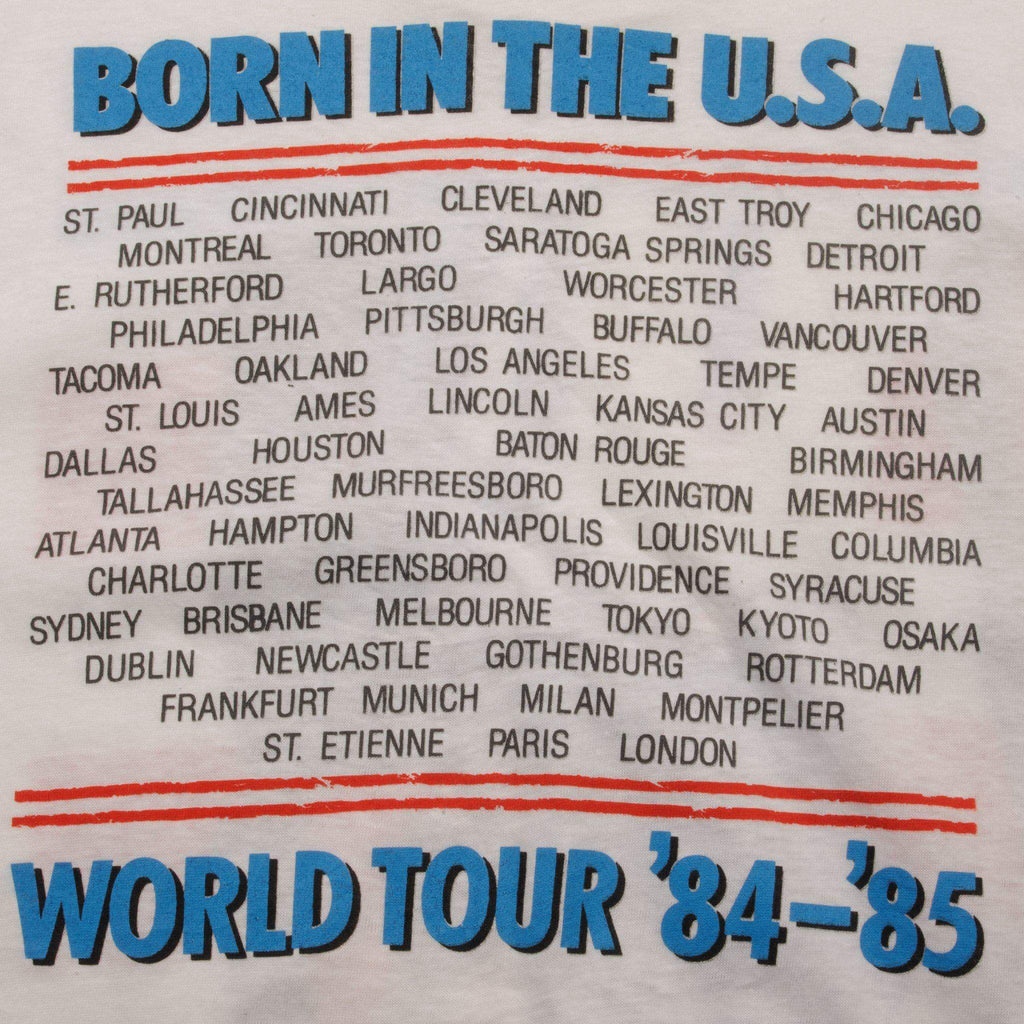 BORN IN THE U.S.A.
ST. PAUL CINCINNATI CLEVELAND EAST TROY CHICAGO
MONTREAL TORONTO SARATOGA SPRINGS DETROIT
E. RUTHERFORD LARGO WORCESTER HARTFORD
PHILADELPHIA PITTSBURGH BUFFALO VANCOUVER
TACOMA OAKLAND LOS ANGELES TEMPE DENVER
ST. LOUIS AMES LINCOLN KANSAS CITY AUSTIN
DALLAS HOUSTON BATON ROUGE BIRMINGHAM
TALLAHASSEE MURFREESBORO LEXINGTON MEMPHIS
ATLANTA HAMPTON INDIANAPOLIS LOUISVILLE COLUMBIA
CHARLOTTE GREENSBORO PROVIDENCE SYRACUSE
SYDNEY BRISBANE MELBOURNE TOKYO KYOTO OSAKA
DUBLIN NEWCASTLE GOTHENBURG ROTTERDAM
FRANKFURT MUNICH MILAN MONTPELIER
ST. ETIENNE PARIS LONDON
WORLD TOUR '84–'85